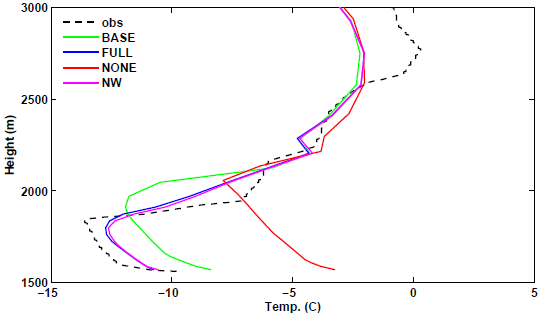 3000
obs
BASE
FULL
NONE
NW
2500
Height (m)
2000
1500
−15
−10
−5
0
5
Temp. (C)